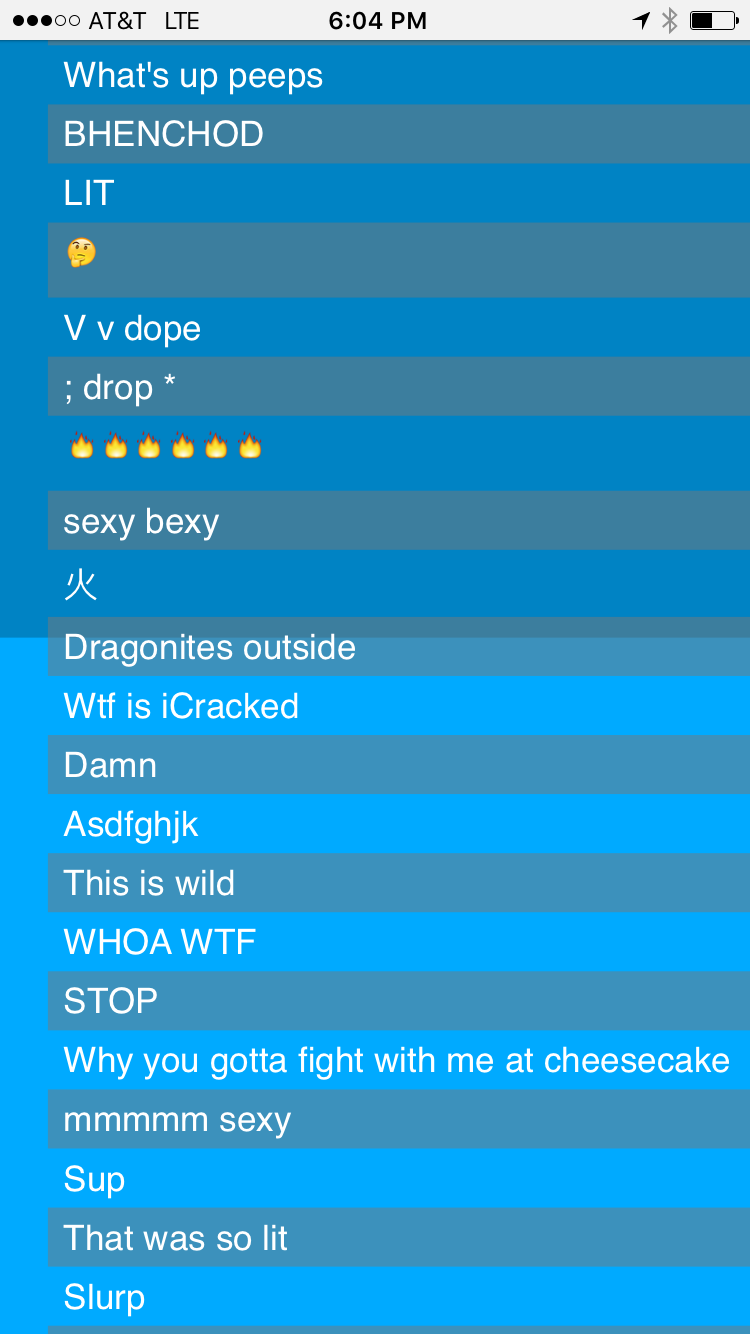 AT&T LTE 6:04 PM
What's up peeps
BHENCHOD
LIT
🤔
V v dope
; drop *
🔥🔥🔥🔥🔥🔥
sexy bexy
火
Dragonites outside
Wtf is iCracked
Damn
Asdfghjk
This is wild
WHOA WTF
STOP
Why you gotta fight with me at cheesecake
mmmmm sexy
Sup
That was so lit
Slurp